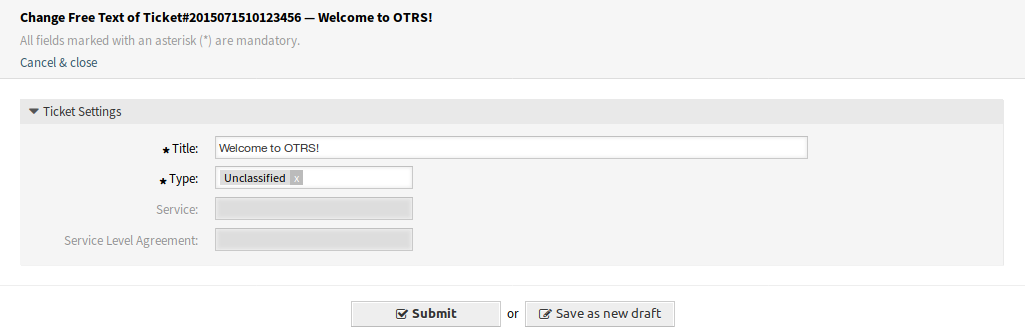 Change Free Text of Ticket#2015071510123456 — Welcome to OTRS!
All fields marked with an asterisk (*) are mandatory.
Cancel & close
Ticket Settings
★ Title: Welcome to OTRS!
★ Type: Unclassified x
Service:
Service Level Agreement:
Submit or Save as new draft